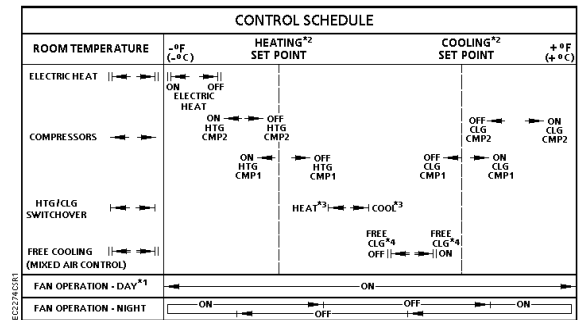 CONTROL SCHEDULE
ROOM TEMPERATURE
-ºF
(-ºC)
HEATING*2
SET POINT
COOLING*2
SET POINT
+ºF
(+ºC)
ELECTRIC HEAT
ON OFF
ELECTRIC
HEAT
COMPRESSORS
ON
HTG
CMP2
OFF
HTG
CMP2
OFF
CLG
CMP2
ON
CLG
CMP2
ON
HTG
CMP1
OFF
HTG
CMP1
OFF
CLG
CMP1
ON
CLG
CMP1
HTG/CLG
SWITCHOVER
HEAT*3 COOL*3
FREE COOLING
(MIXED AIR CONTROL)
FREE
CLG*4
OFF
FREE
CLG*4
ON
FAN OPERATION - DAY*1
ON
FAN OPERATION - NIGHT
ON OFF ON
OFF
EC2274CSR1